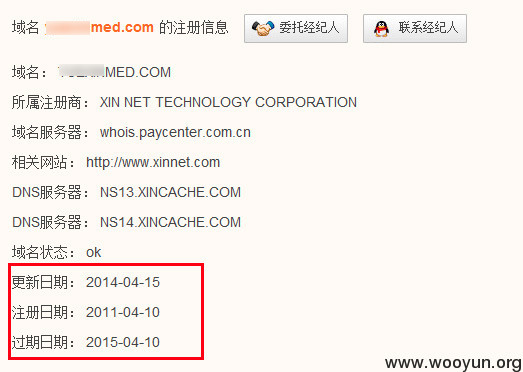 域名 med.com 的注册信息 委托经纪人 联系经纪人
域名： MED.COM
所属注册商： XIN NET TECHNOLOGY CORPORATION
域名服务器： whois.paycenter.com.cn
相关网站： http://www.xinnet.com
DNS服务器： NS13.XINCACHE.COM
DNS服务器： NS14.XINCACHE.COM
域名状态： ok
更新日期： 2014-04-15
注册日期： 2011-04-10
过期日期： 2015-04-10
www.wooyun.org